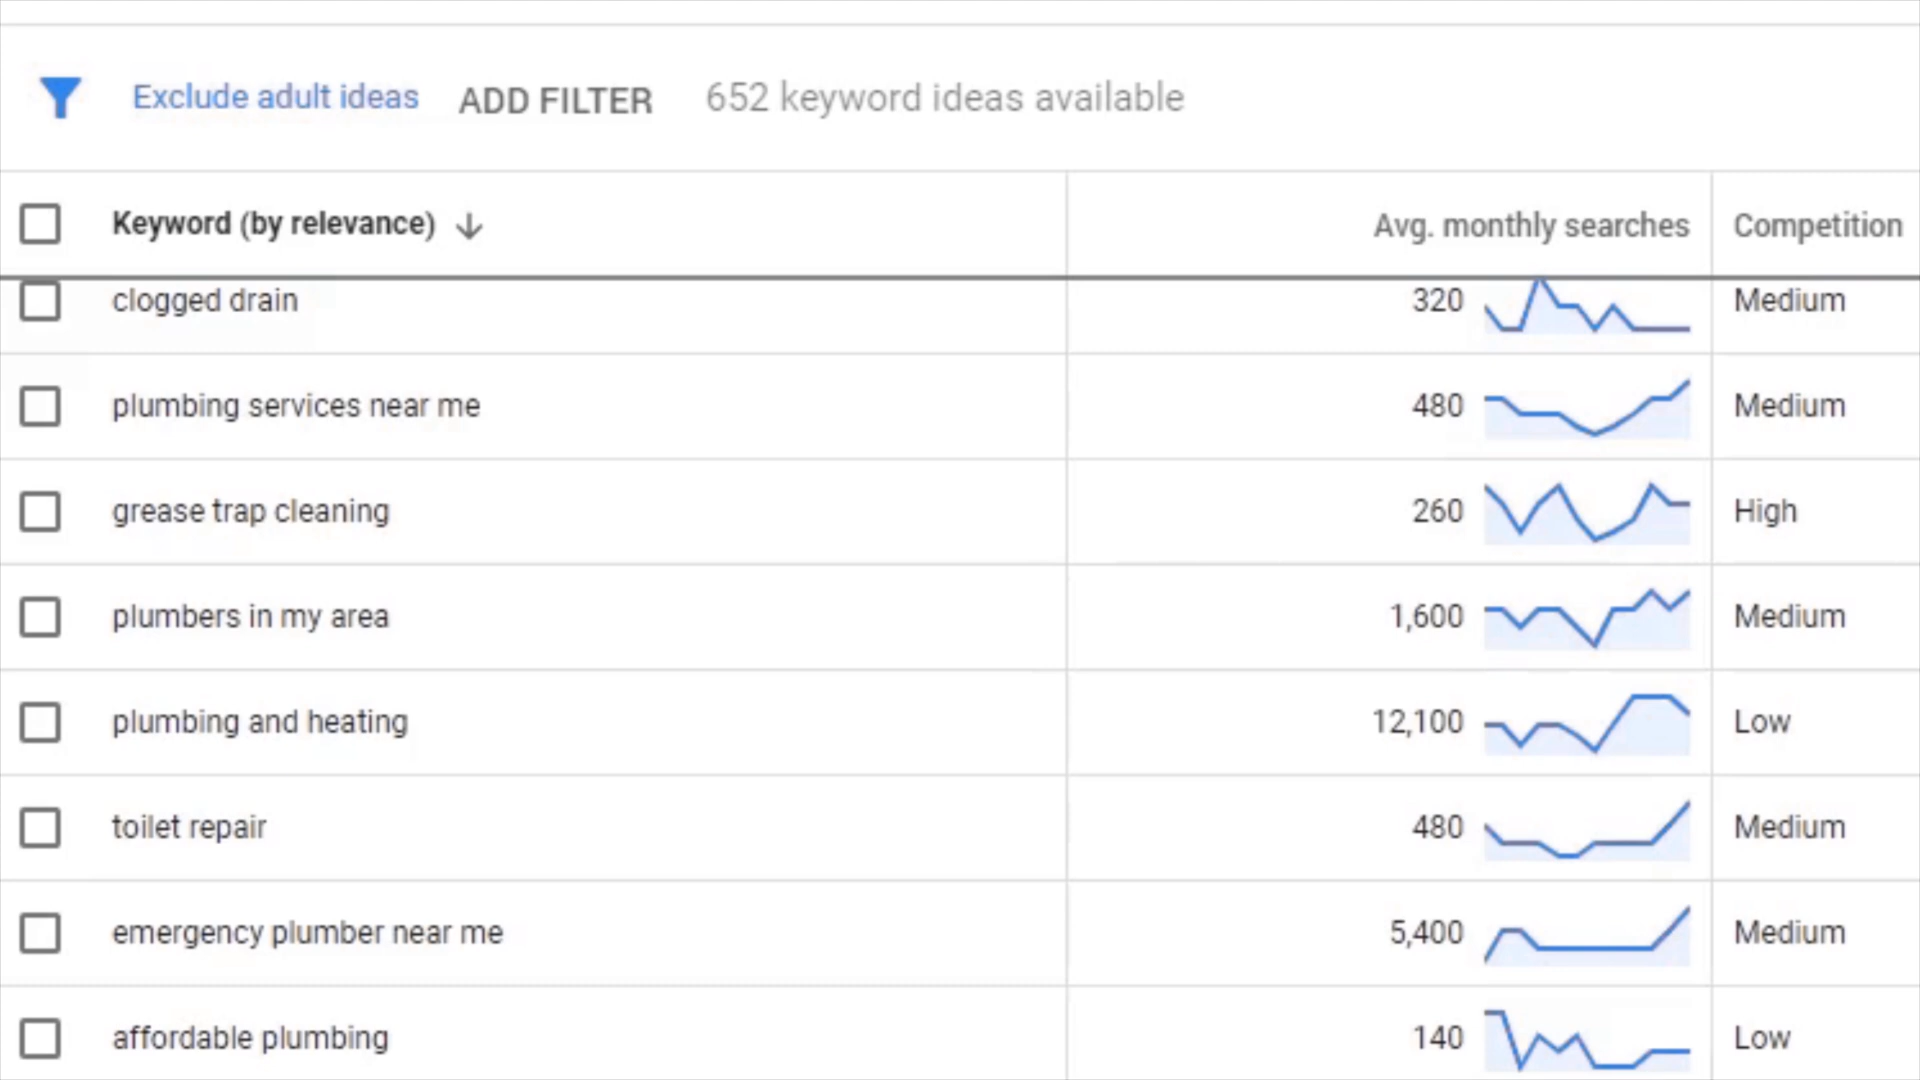 Exclude adult ideas ADD FILTER 652 keyword ideas available
Keyword (by relevance) Avg. monthly searches Competition
clogged drain 320 Medium
plumbing services near me 480 Medium
grease trap cleaning 260 High
plumbers in my area 1,600 Medium
plumbing and heating 12,100 Low
toilet repair 480 Medium
emergency plumber near me 5,400 Medium
affordable plumbing 140 Low